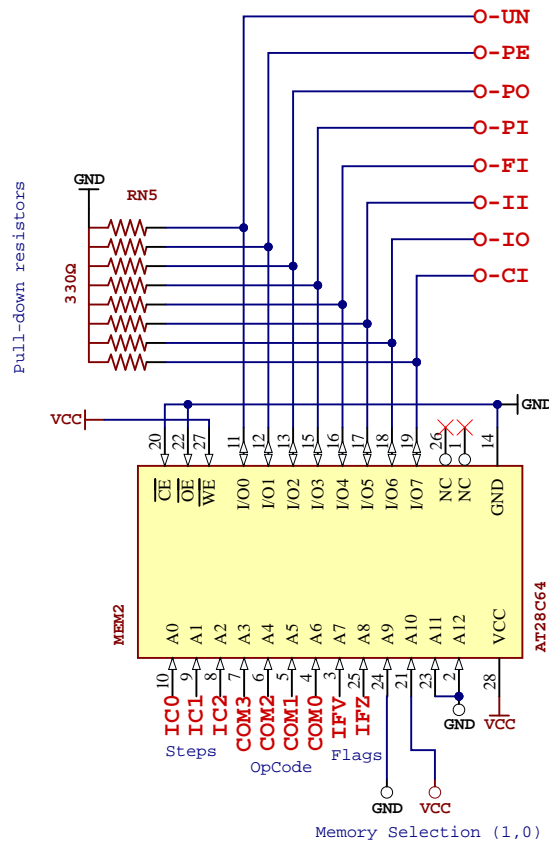 O-UN
O-PE
O-PO
O-PI
O-FI
O-II
O-IO
O-CI
GND
RN5
330Ω
Pull-down resistors
VCC
GND
20 22 27 11 12 13 15 16 17 18 19 26 1 14
CE OE WE I/O0 I/O1 I/O2 I/O3 I/O4 I/O5 I/O6 I/O7 NC NC GND
MEM2
AT28C64
A0 A1 A2 A3 A4 A5 A6 A7 A8 A9 A10 A11 A12 VCC
10 9 8 7 6 5 4 3 25 24 21 23 2 28
IC0 IC1 IC2 COM3 COM2 COM1 COM0 IFV IFZ
GND
VCC
Steps
OpCode
Flags
GND
VCC
Memory Selection (1,0)